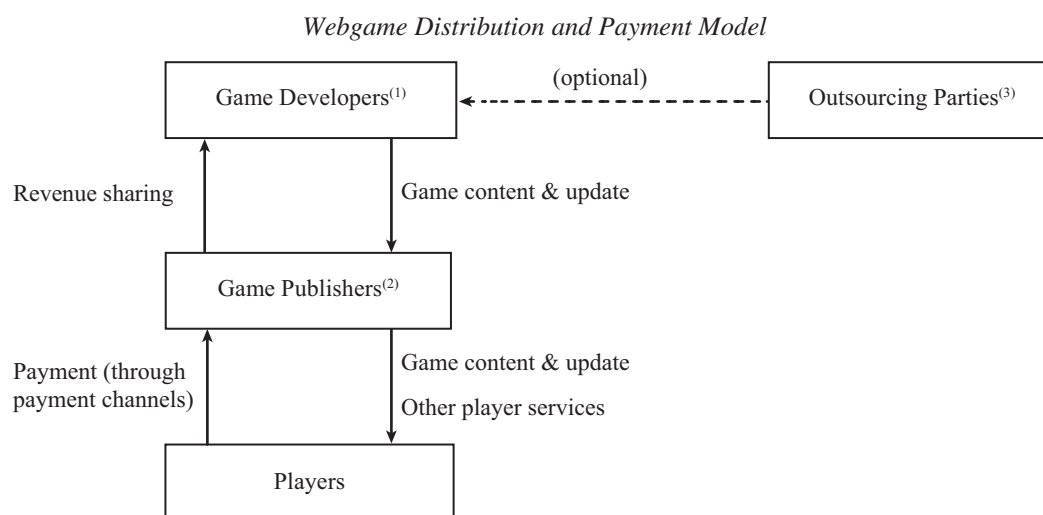 Webgame Distribution and Payment Model
(optional)
Game Developers(1)
Outsourcing Parties(3)
Revenue sharing
Game content & update
Game Publishers(2)
Payment (through
payment channels)
Game content & update
Other player services
Players